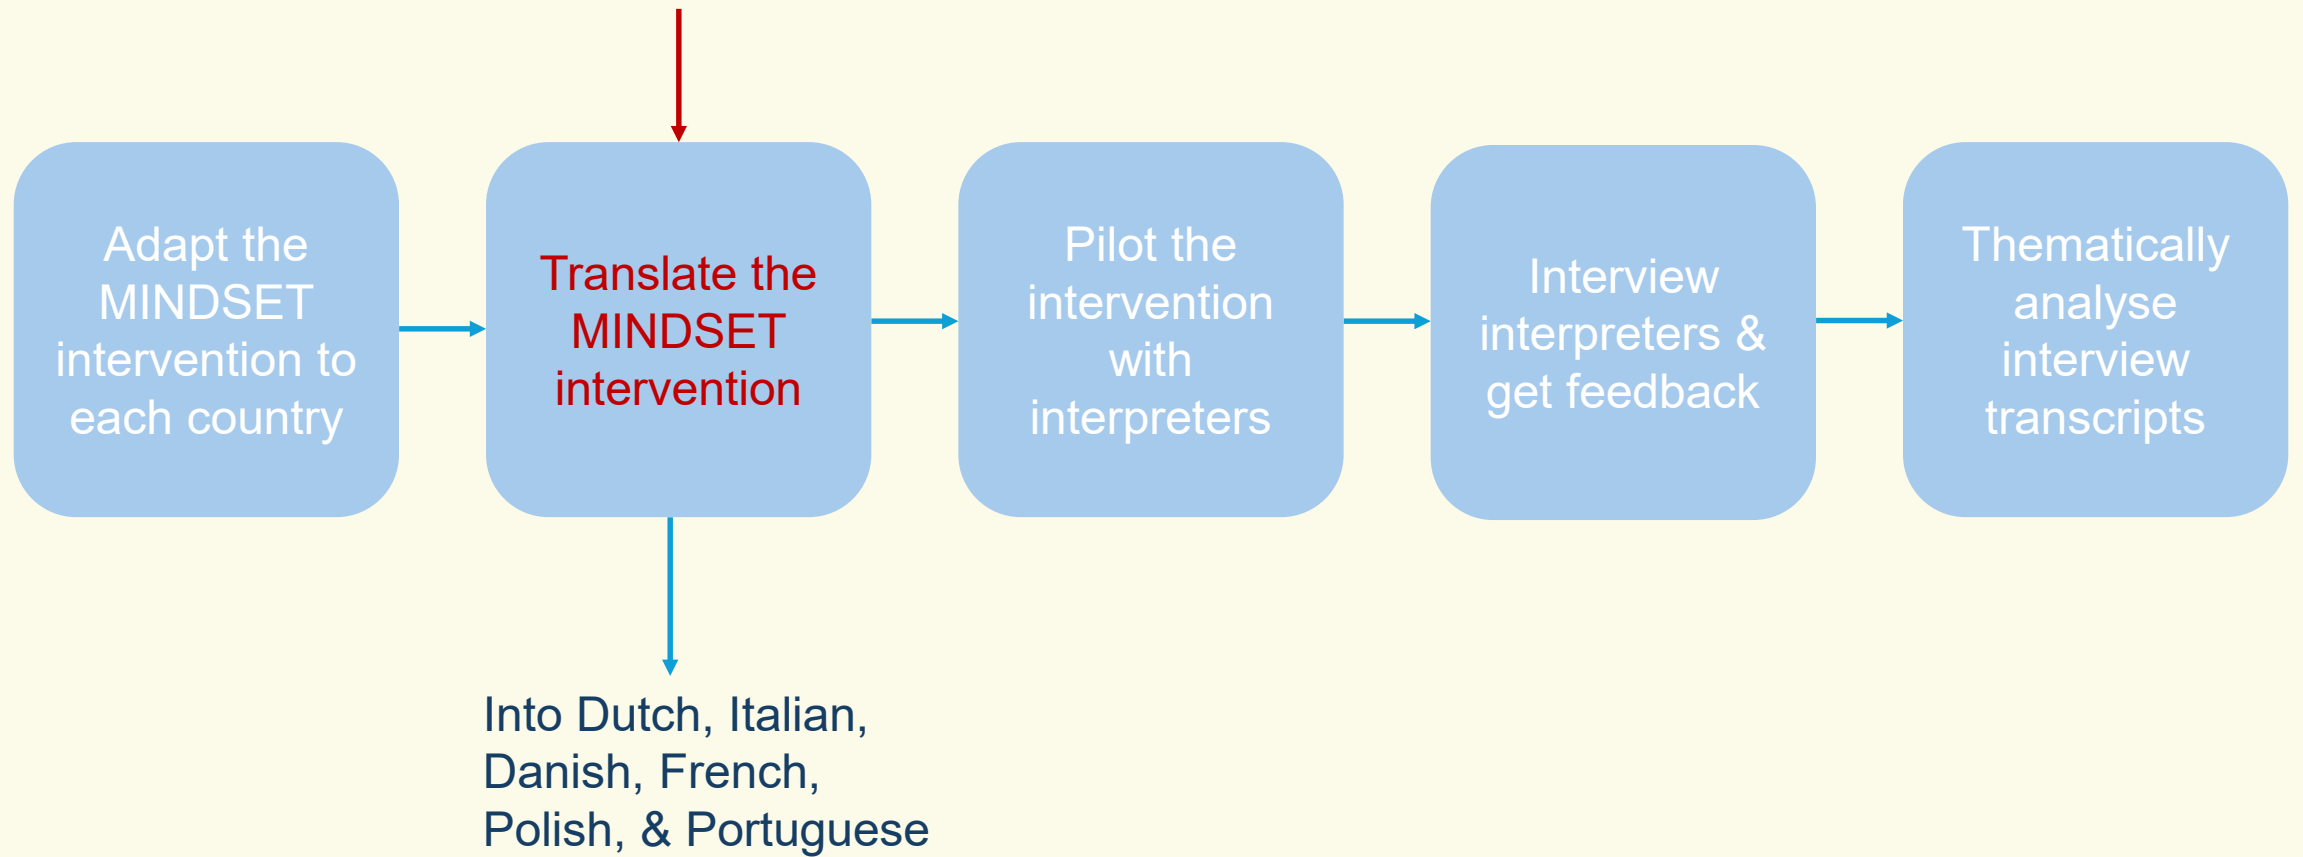 Adapt the
MINDSET
intervention to
each country
Translate the
MINDSET
intervention
Pilot the
intervention
with
interpreters
Interview
interpreters &
get feedback
Thematically
analyse
interview
transcripts
Into Dutch, Italian,
Danish, French,
Polish, & Portuguese